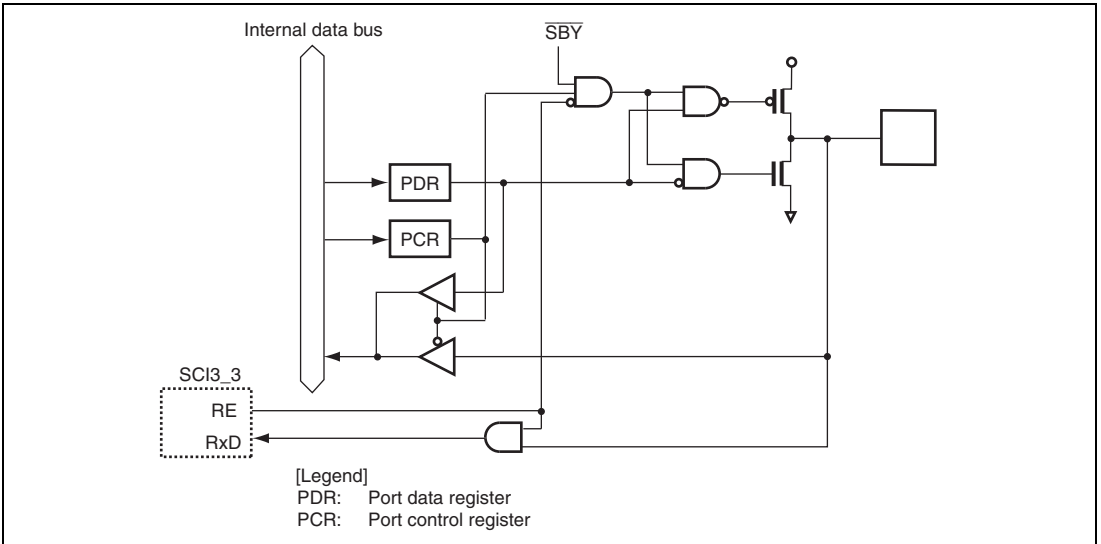 Internal data bus
SBY
PDR
PCR
SCI3_3
RE
RxD
[Legend]
PDR: Port data register
PCR: Port control register